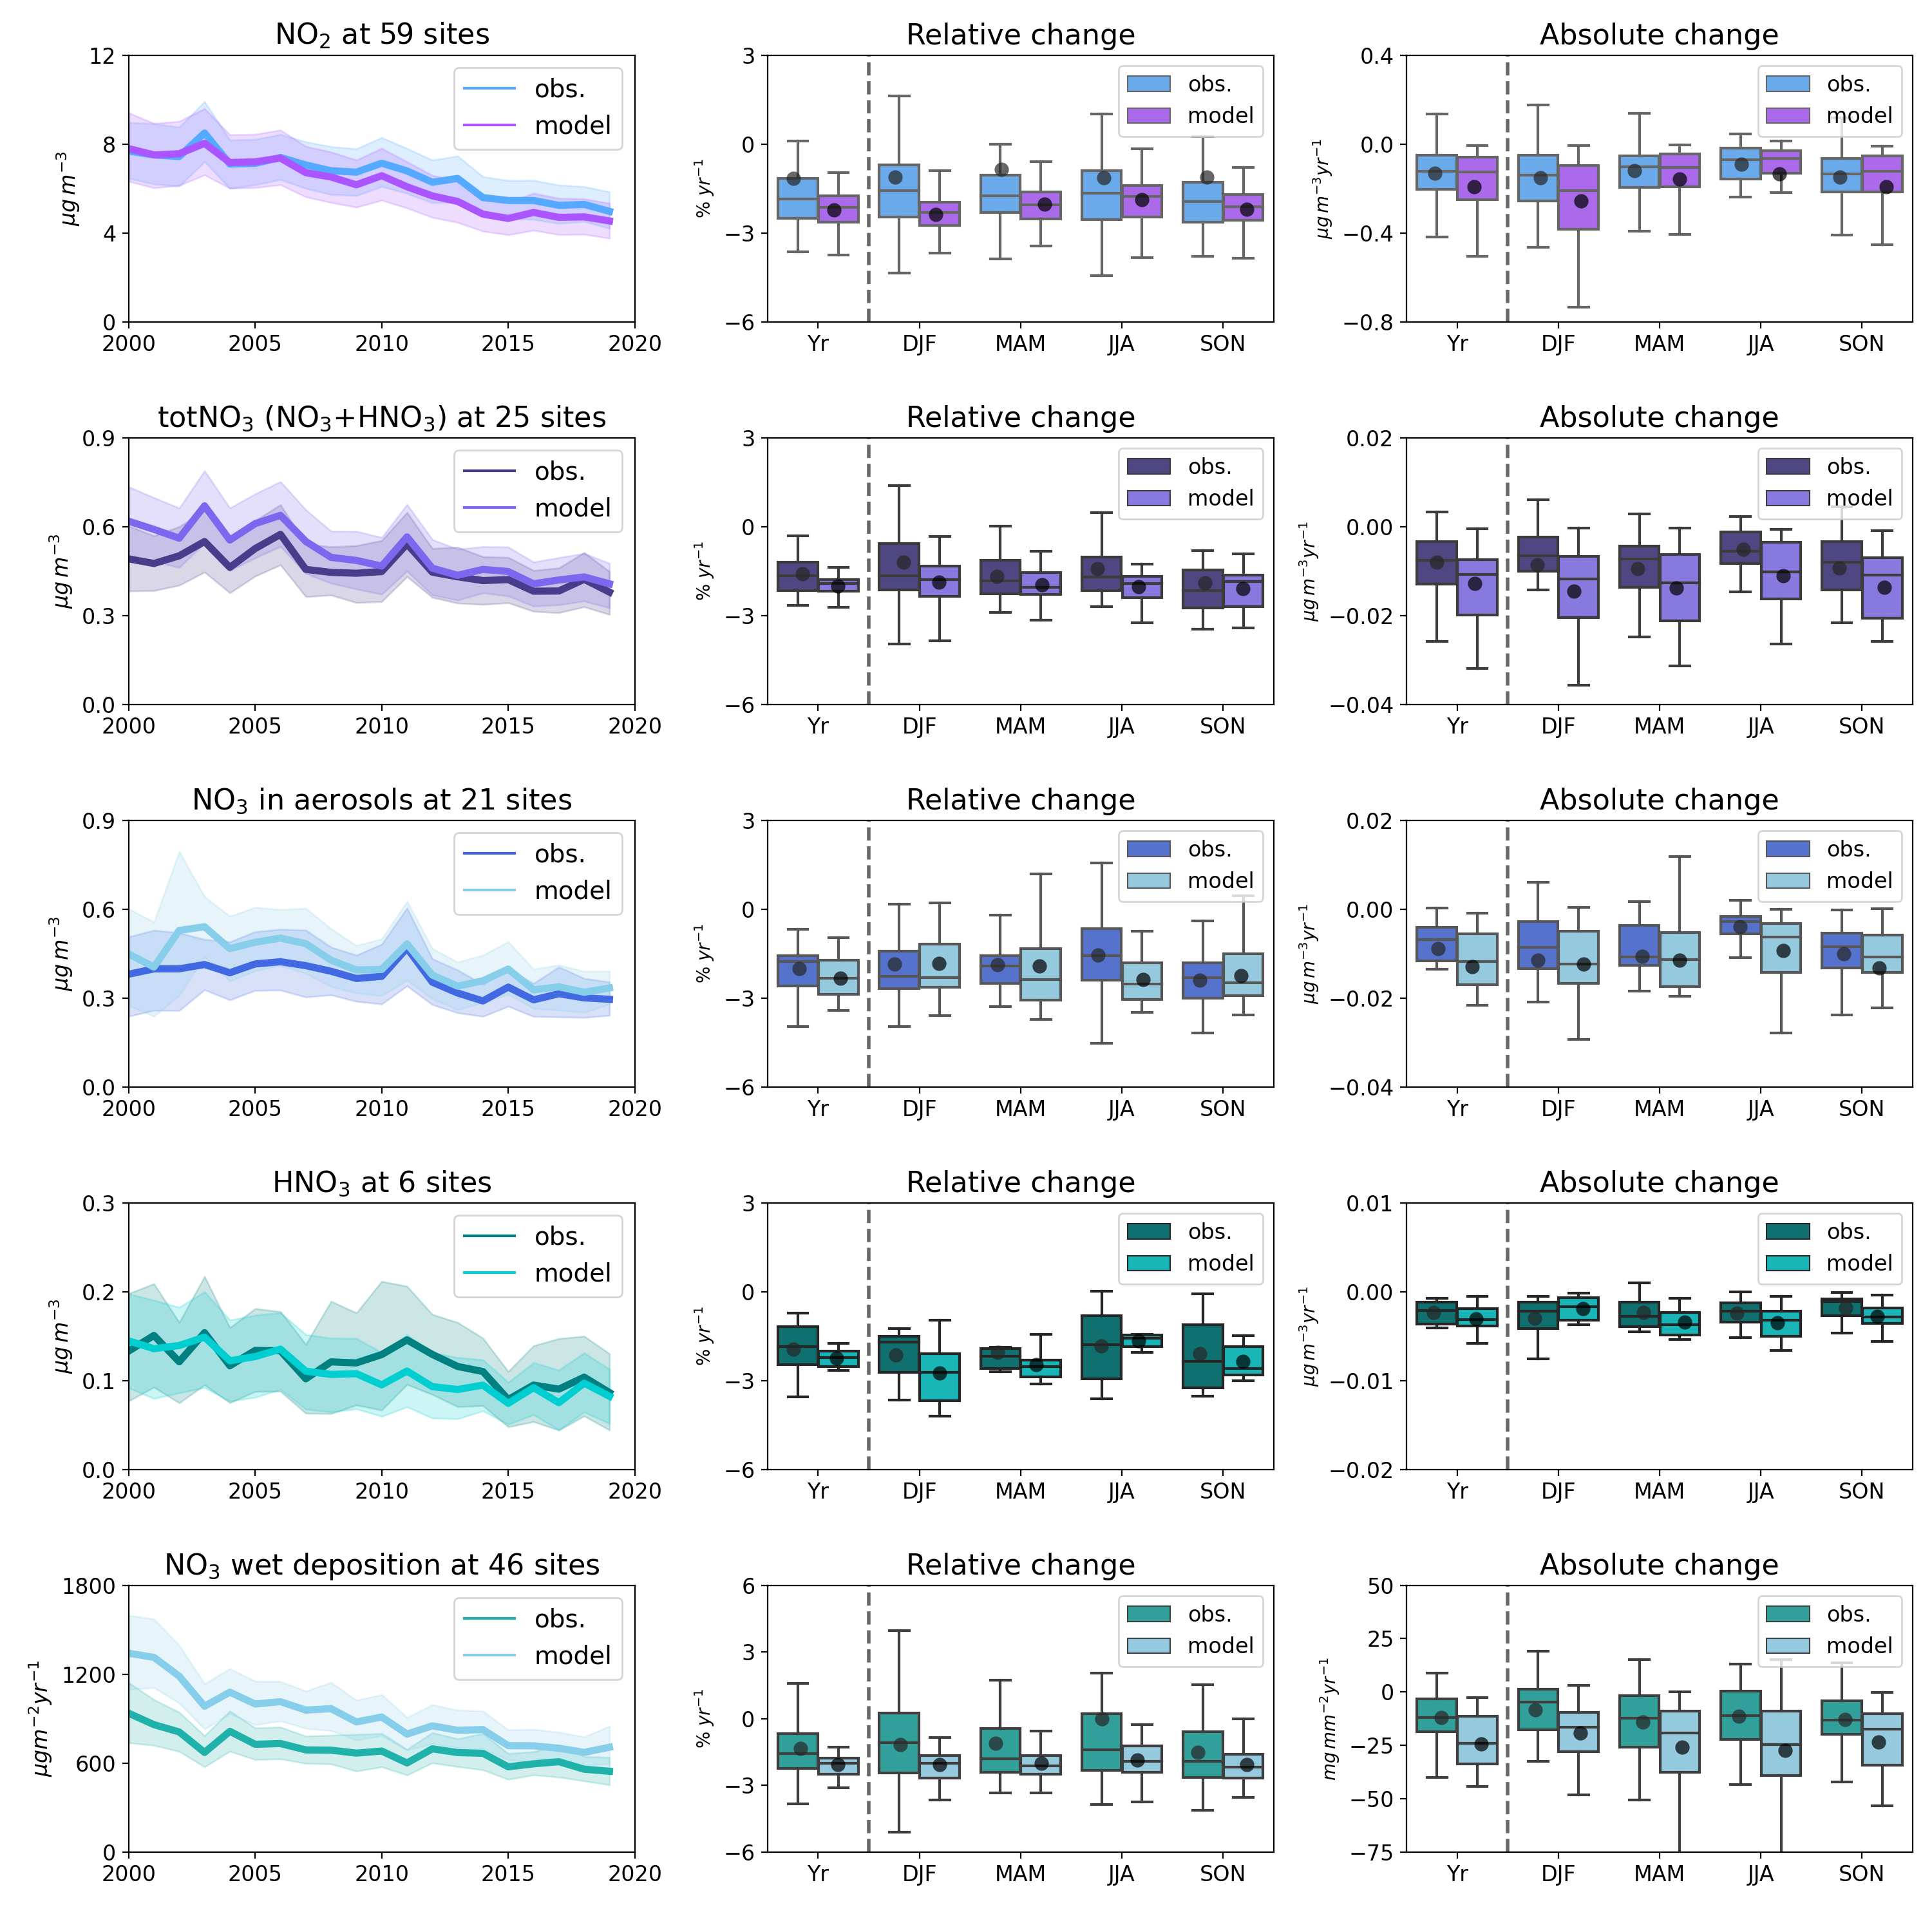 NO₂ at 59 sites
Relative change
Absolute change
12
8
4
0
μg m⁻³
2000 2005 2010 2015 2020
obs.
model
3
0
−3
−6
% yr⁻¹
Yr DJF MAM JJA SON
obs.
model
0.4
0.0
−0.4
−0.8
μg m⁻³yr⁻¹
Yr DJF MAM JJA SON
obs.
model
totNO₃ (NO₃+HNO₃) at 25 sites
Relative change
Absolute change
0.9
0.6
0.3
0.0
μg m⁻³
2000 2005 2010 2015 2020
obs.
model
3
0
−3
−6
% yr⁻¹
Yr DJF MAM JJA SON
obs.
model
0.02
0.00
−0.02
−0.04
μg m⁻³yr⁻¹
Yr DJF MAM JJA SON
obs.
model
NO₃ in aerosols at 21 sites
Relative change
Absolute change
0.9
0.6
0.3
0.0
μg m⁻³
2000 2005 2010 2015 2020
obs.
model
3
0
−3
−6
% yr⁻¹
Yr DJF MAM JJA SON
obs.
model
0.02
0.00
−0.02
−0.04
μg m⁻³yr⁻¹
Yr DJF MAM JJA SON
obs.
model
HNO₃ at 6 sites
Relative change
Absolute change
0.3
0.2
0.1
0.0
μg m⁻³
2000 2005 2010 2015 2020
obs.
model
3
0
−3
−6
% yr⁻¹
Yr DJF MAM JJA SON
obs.
model
0.01
0.00
−0.01
−0.02
μg m⁻³yr⁻¹
Yr DJF MAM JJA SON
obs.
model
NO₃ wet deposition at 46 sites
Relative change
Absolute change
1800
1200
600
0
μgm⁻²yr⁻¹
2000 2005 2010 2015 2020
obs.
model
6
3
0
−3
−6
% yr⁻¹
Yr DJF MAM JJA SON
obs.
model
50
25
0
−25
−50
−75
mg mm⁻²yr⁻¹
Yr DJF MAM JJA SON
obs.
model